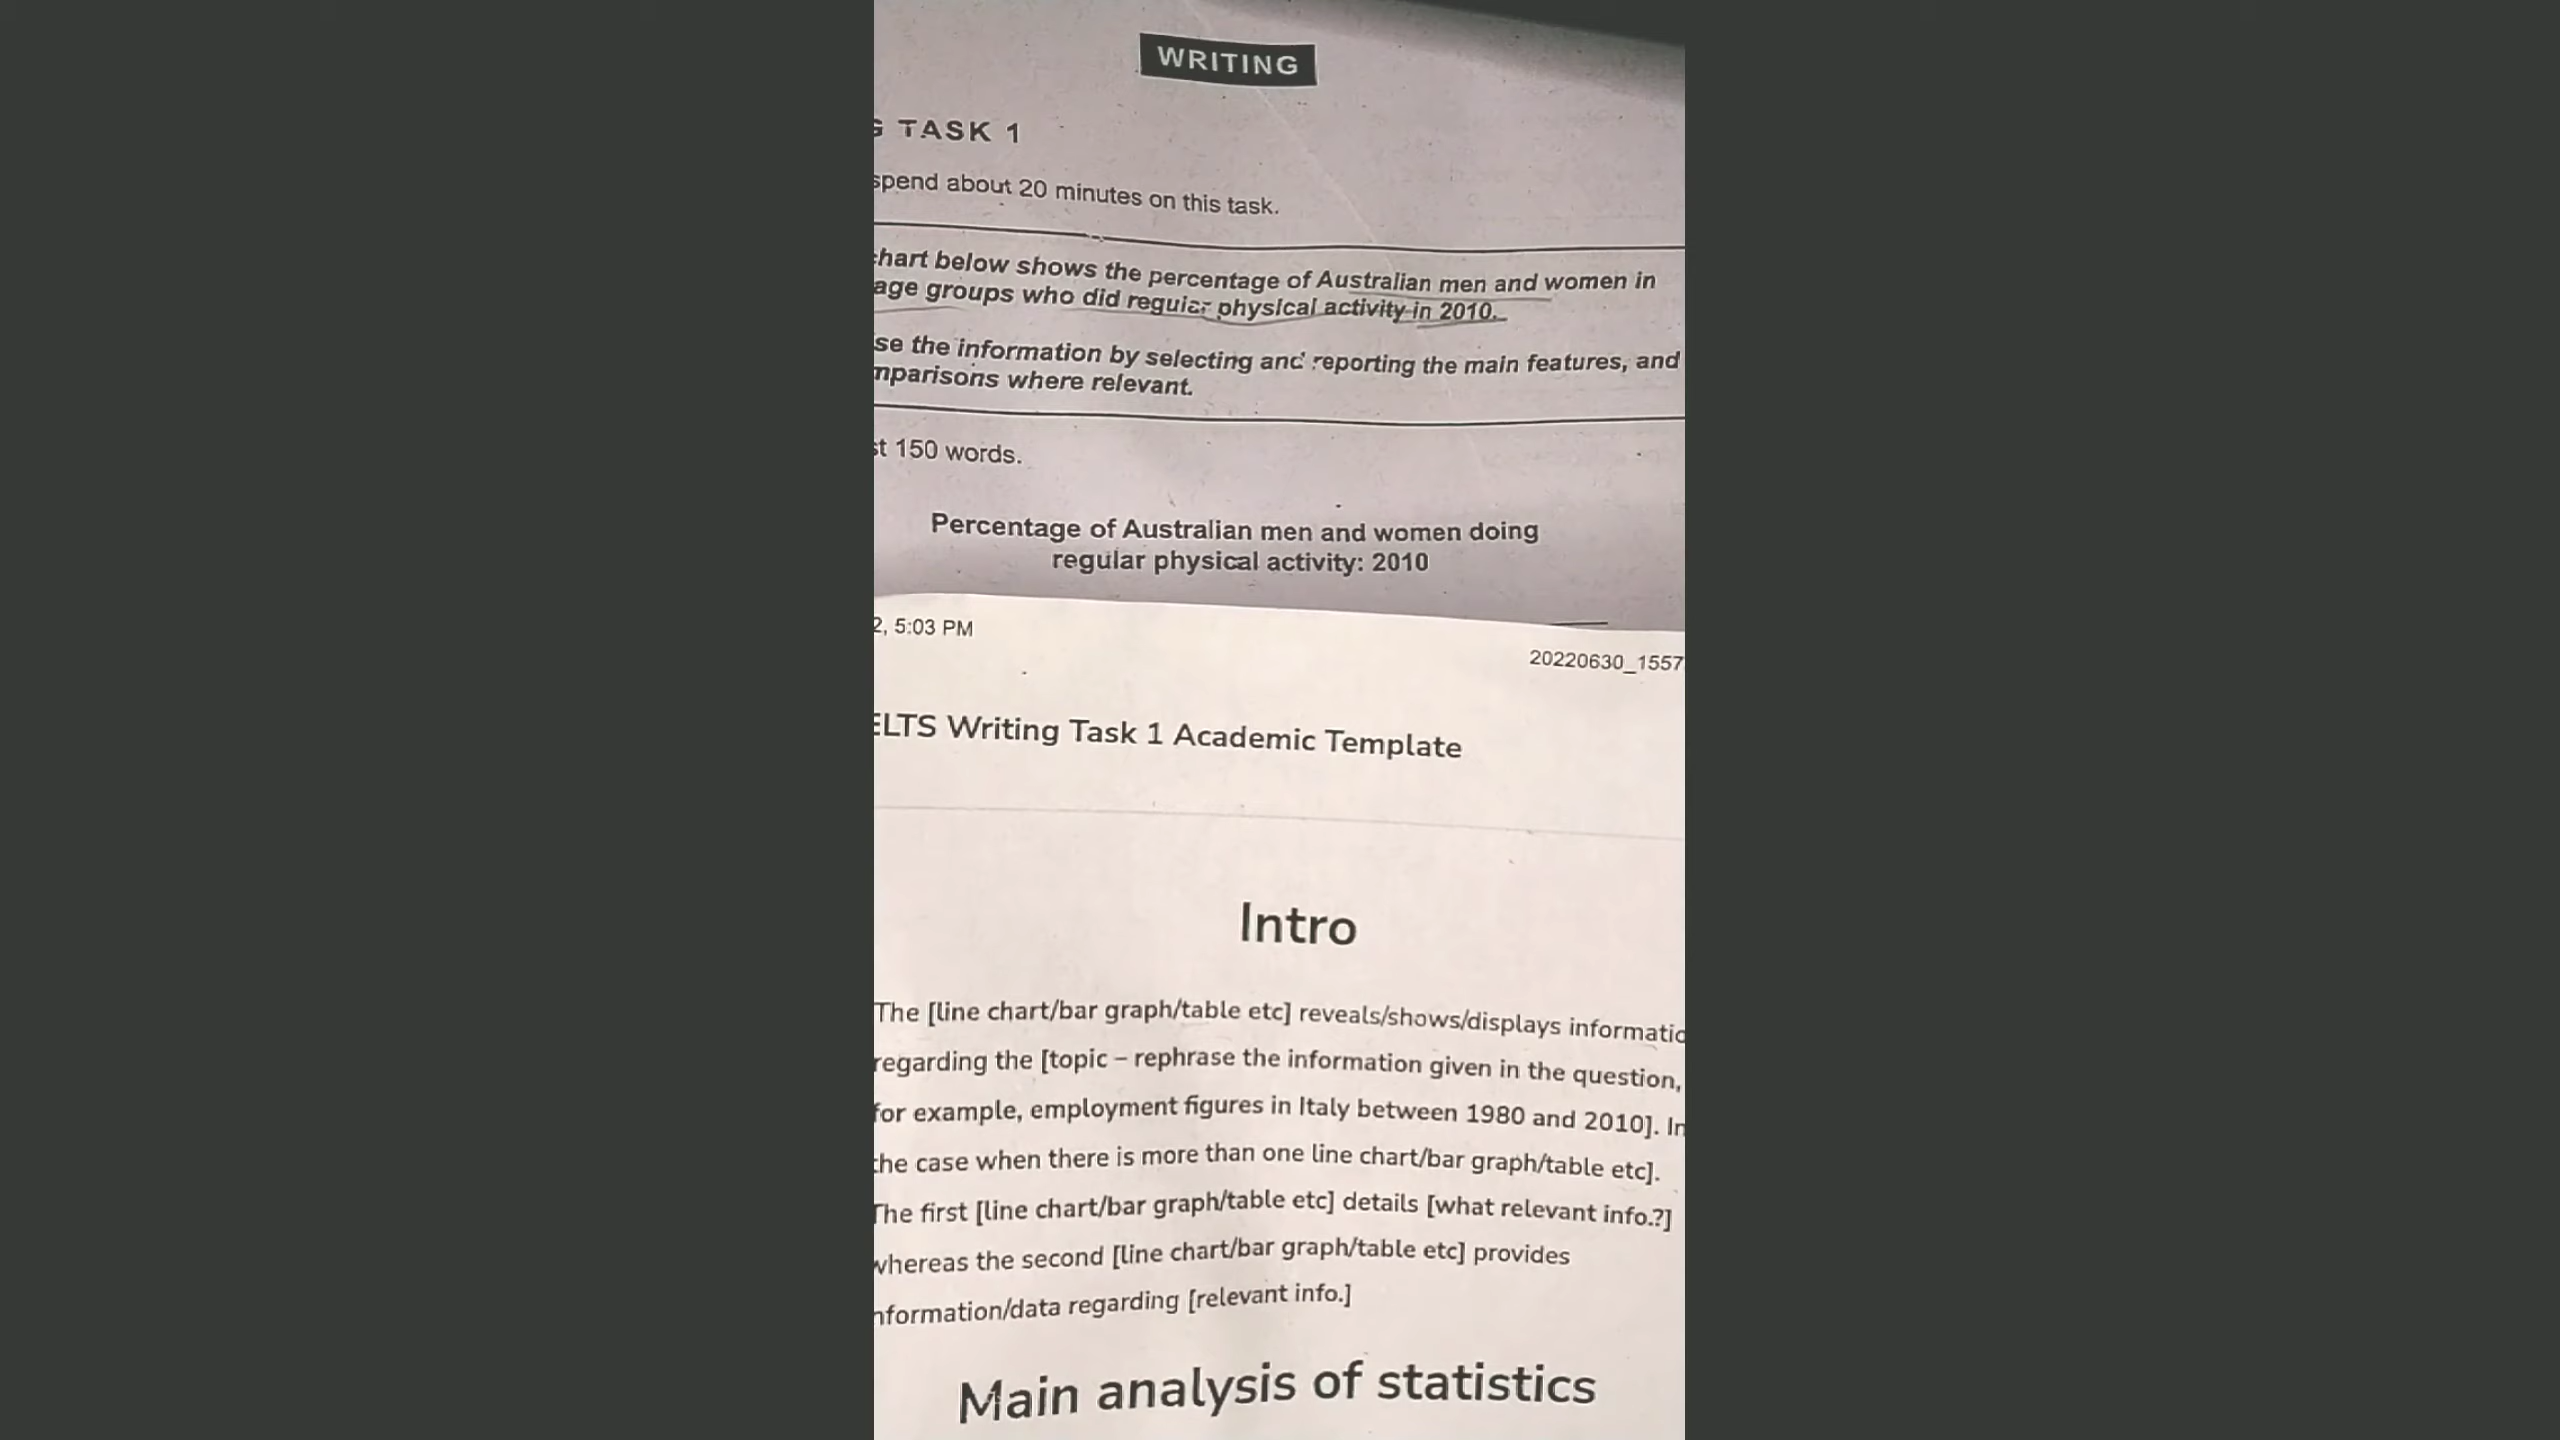 WRITING
TASK 1
spend about 20 minutes on this task.
chart below shows the percentage of Australian men and women in
age groups who did regular physical activity in 2010.
se the information by selecting and reporting the main features, and
mparisons where relevant.
st 150 words.
Percentage of Australian men and women doing
regular physical activity: 2010
2, 5:03 PM
20220630_1557
ELTS Writing Task 1 Academic Template
Intro
The [line chart/bar graph/table etc] reveals/shows/displays informatio
regarding the [topic – rephrase the information given in the question,
for example, employment figures in Italy between 1980 and 2010]. In
the case when there is more than one line chart/bar graph/table etc].
The first [line chart/bar graph/table etc] details [what relevant info.?]
whereas the second [line chart/bar graph/table etc] provides
nformation/data regarding [relevant info.]
Main analysis of statistics